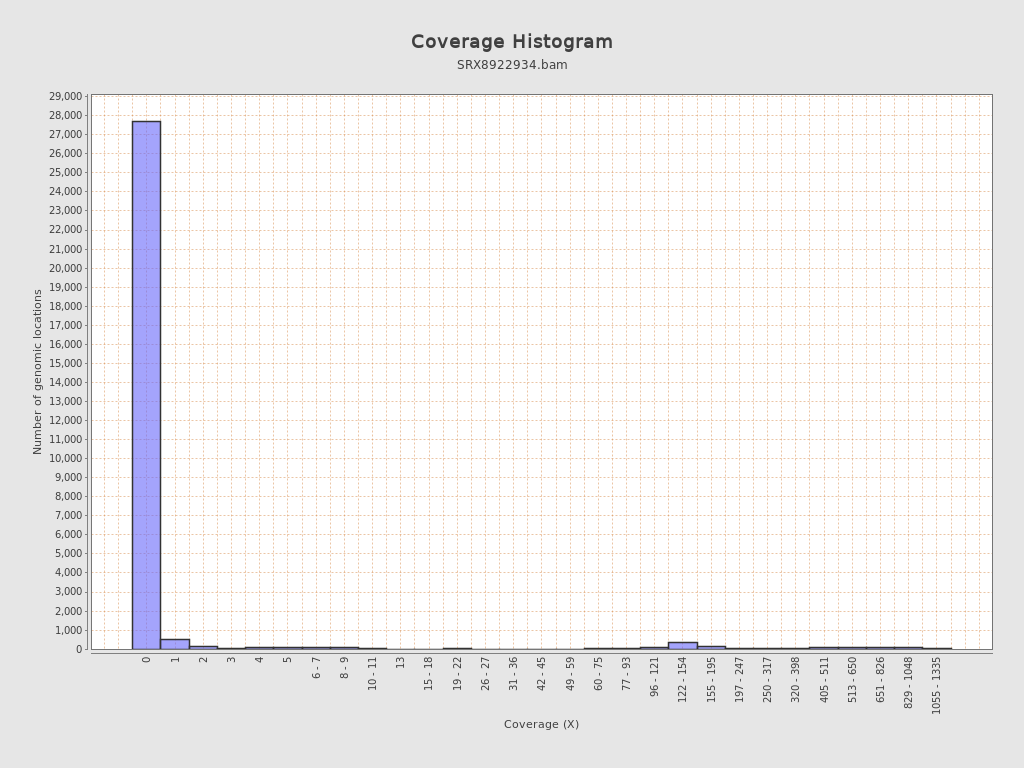 Coverage Histogram
SRX8922934.bam
29,000
28,000
27,000
26,000
25,000
24,000
23,000
22,000
21,000
20,000
19,000
18,000
17,000
16,000
15,000
14,000
13,000
12,000
11,000
10,000
9,000
8,000
7,000
6,000
5,000
4,000
3,000
2,000
1,000
0
Number of genomic locations
0
1
2
3
4
5
6 - 7
8 - 9
10 - 11
13
15 - 18
19 - 22
26 - 27
31 - 36
42 - 45
49 - 59
60 - 75
77 - 93
96 - 121
122 - 154
155 - 195
197 - 247
250 - 317
320 - 398
405 - 511
513 - 650
651 - 826
829 - 1048
1055 - 1335
Coverage (X)